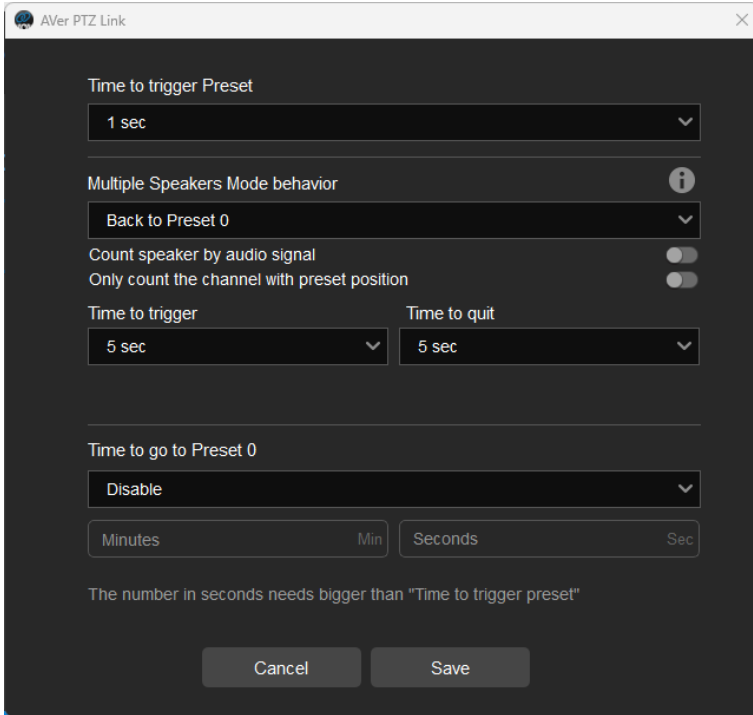 AVer PTZ Link
Time to trigger Preset
1 sec
Multiple Speakers Mode behavior
Back to Preset 0
Count speaker by audio signal
Only count the channel with preset position
Time to trigger Time to quit
5 sec 5 sec
Time to go to Preset 0
Disable
Minutes Min Seconds Sec
The number in seconds needs bigger than "Time to trigger preset"
Cancel Save